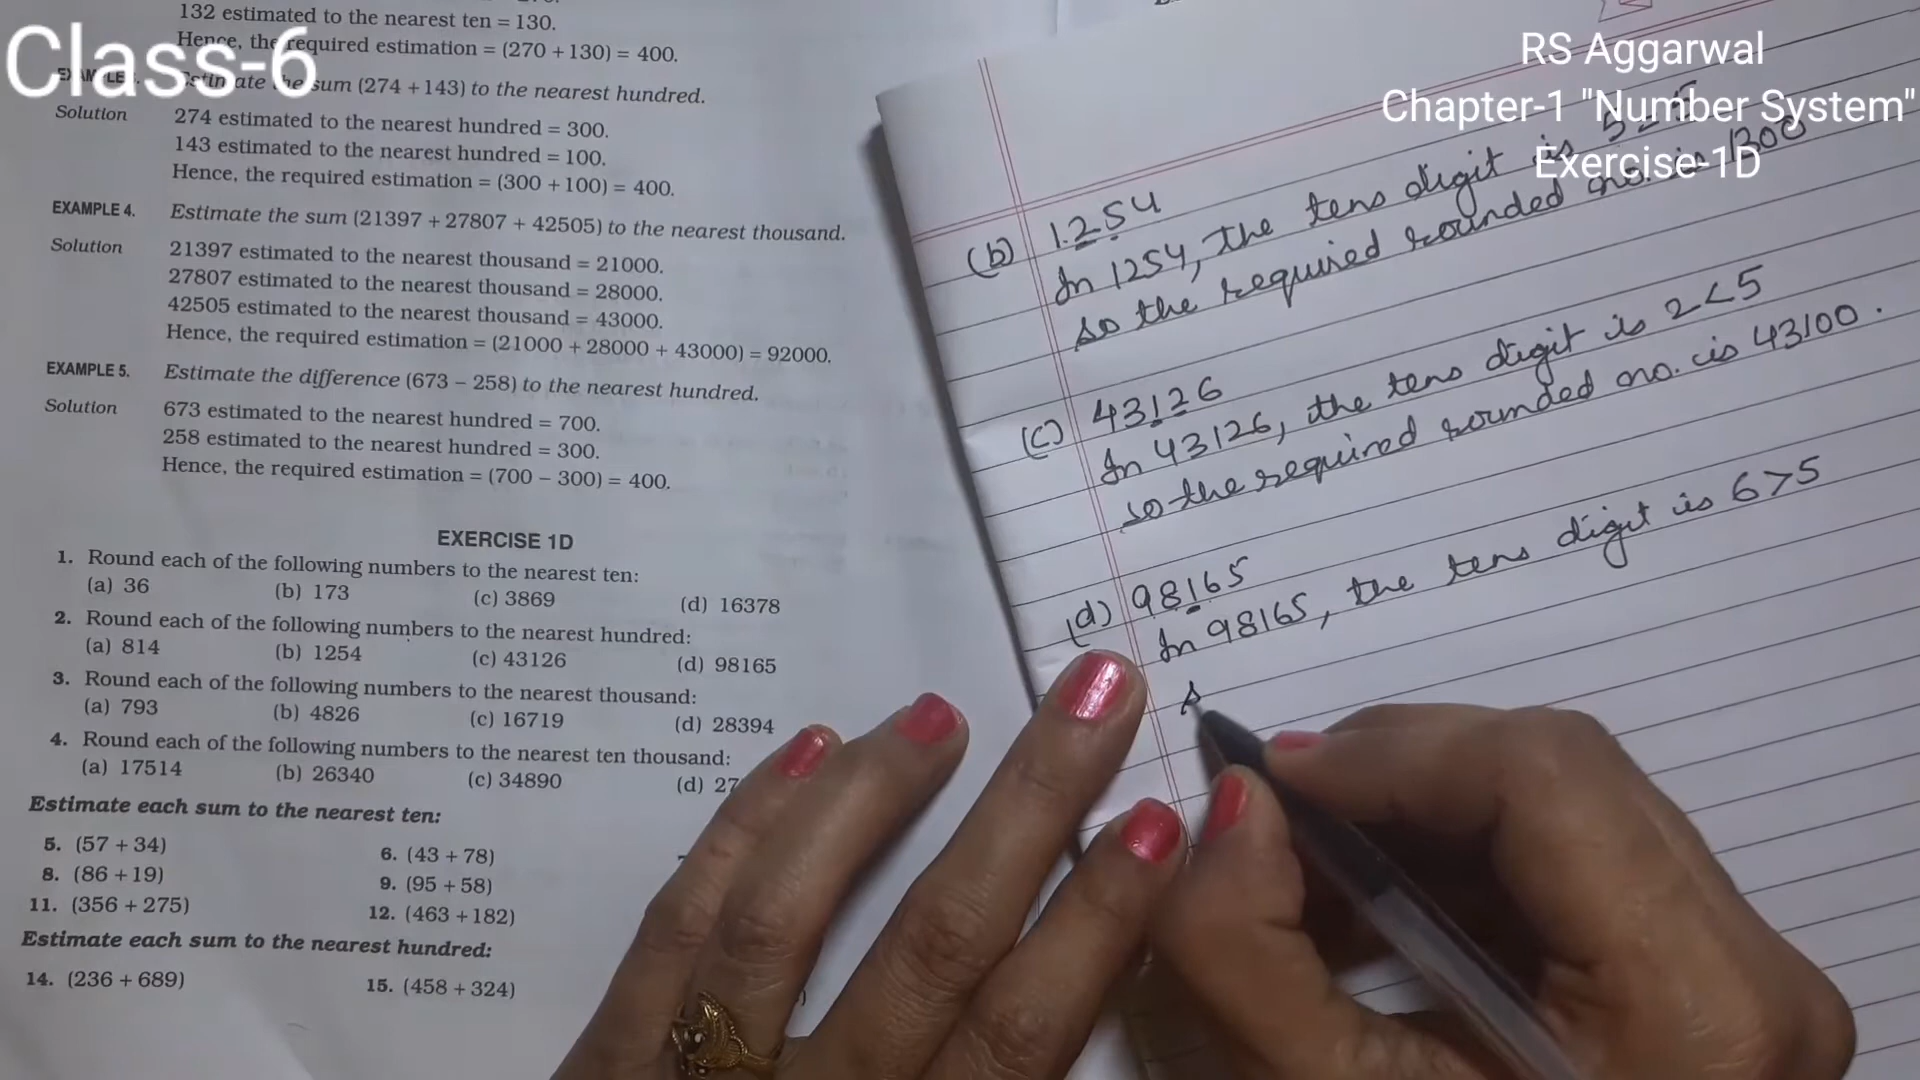 132 estimated to the nearest ten = 130.
Hence, the required estimation = (270 + 130) = 400.
Class-6
Estimate the sum (274 + 143) to the nearest hundred.
Solution 274 estimated to the nearest hundred = 300.
143 estimated to the nearest hundred = 100.
Hence, the required estimation = (300 + 100) = 400.
EXAMPLE 4. Estimate the sum (21397 + 27807 + 42505) to the nearest thousand.
Solution 21397 estimated to the nearest thousand = 21000.
27807 estimated to the nearest thousand = 28000.
42505 estimated to the nearest thousand = 43000.
Hence, the required estimation = (21000 + 28000 + 43000) = 92000.
EXAMPLE 5. Estimate the difference (673 – 258) to the nearest hundred.
Solution 673 estimated to the nearest hundred = 700.
258 estimated to the nearest hundred = 300.
Hence, the required estimation = (700 – 300) = 400.
EXERCISE 1D
1. Round each of the following numbers to the nearest ten:
(a) 36 (b) 173 (c) 3869 (d) 16378
2. Round each of the following numbers to the nearest hundred:
(a) 814 (b) 1254 (c) 43126 (d) 98165
3. Round each of the following numbers to the nearest thousand:
(a) 793 (b) 4826 (c) 16719 (d) 28394
4. Round each of the following numbers to the nearest ten thousand:
(a) 17514 (b) 26340 (c) 34890 (d) 27
Estimate each sum to the nearest ten:
5. (57 + 34) 6. (43 + 78)
8. (86 + 19) 9. (95 + 58)
11. (356 + 275) 12. (463 + 182)
Estimate each sum to the nearest hundred:
14. (236 + 689) 15. (458 + 324)
RS Aggarwal
Chapter-1 "Number System"
Exercise-1D
(b) 1254
In 1254, the tens digit is 5 = 5
so the required rounded no. is 1300
(c) 43126
In 43126, the tens digit is 2 < 5
so the required rounded no. is 43100.
(d) 98165
In 98165, the tens digit is 6 > 5